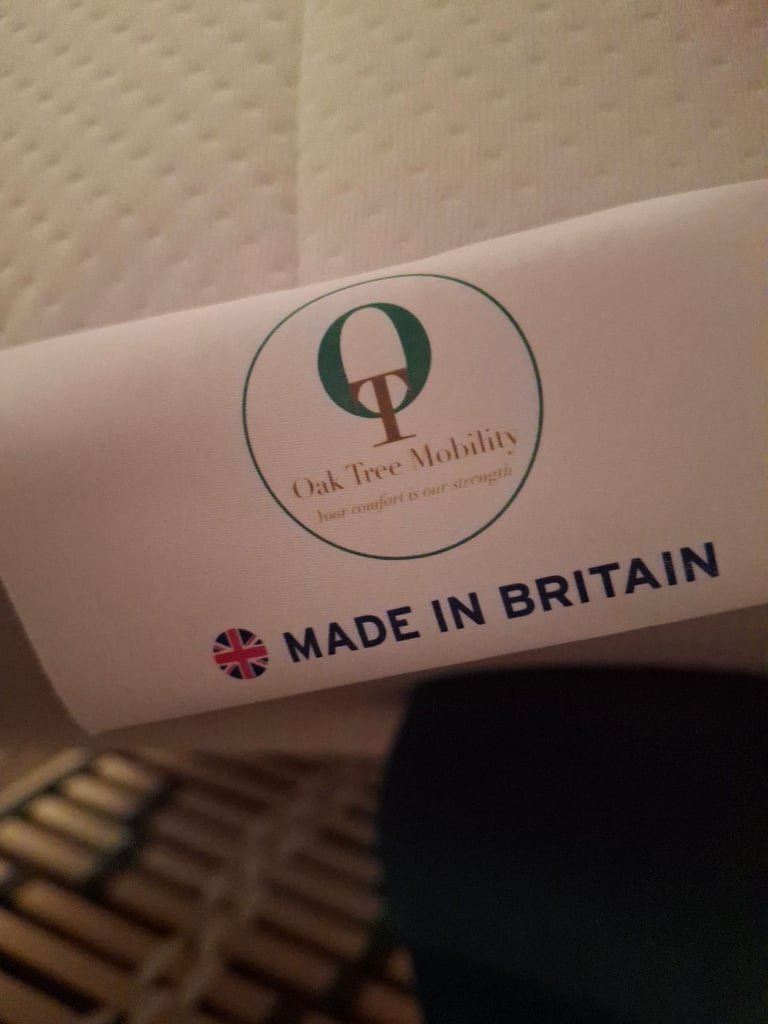 OT
Oak Tree Mobility
Your comfort is our strength
MADE IN BRITAIN